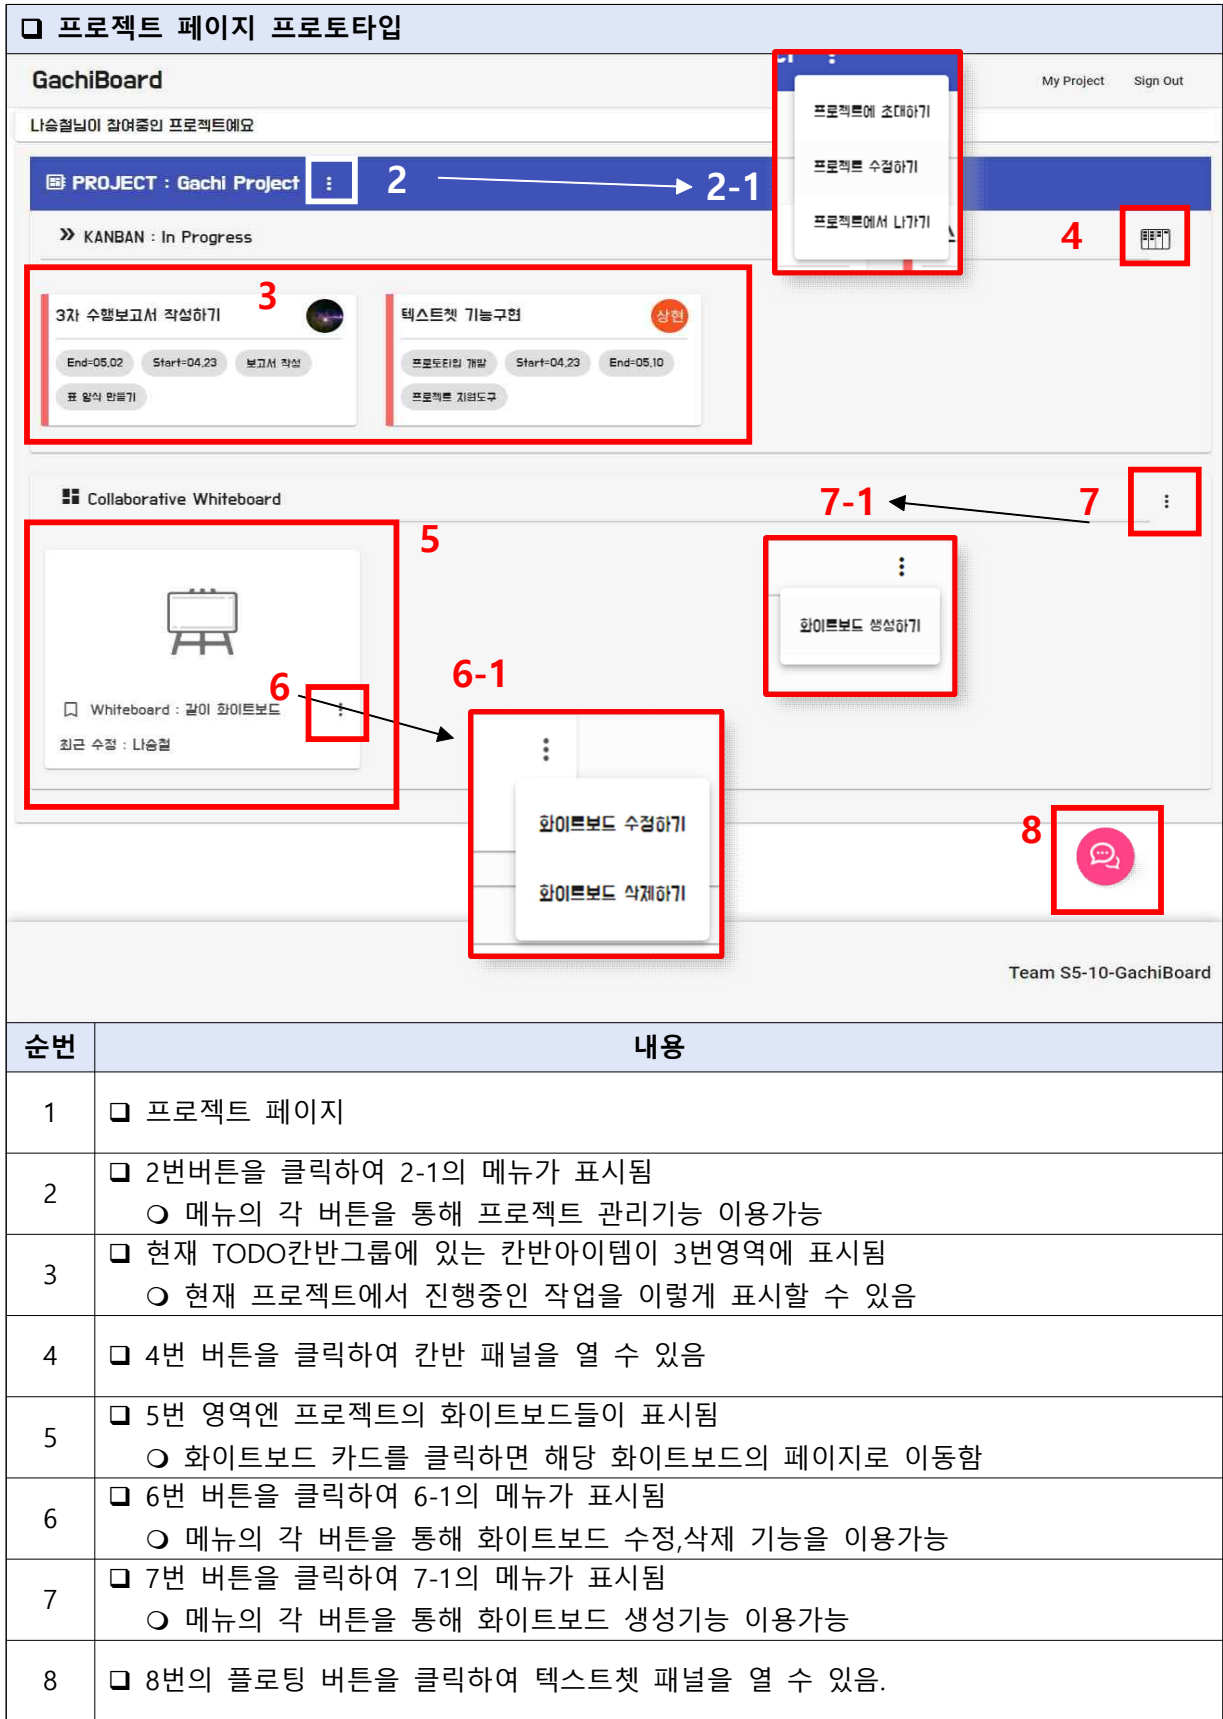 ❑ 프로젝트 페이지 프로토타입
GachiBoard
My Project
Sign Out
나승철님이 참여중인 프로젝트예요
PROJECT : Gachi Project
2
2-1
프로젝트에 초대하기
프로젝트 수정하기
프로젝트에서 나가기
KANBAN : In Progress
4
3
3차 수행보고서 작성하기
End=05.02
Start=04.23
보고서 작성
표 양식 만들기
텍스트쳇 기능구현
상현
프로토타입 개발
Start=04.23
End=05.10
프로젝트 지원도구
Collaborative Whiteboard
7-1
7
5
화이트보드 생성하기
6
6-1
Whiteboard : 같이 화이트보드
최근 수정 : 나승철
화이트보드 수정하기
화이트보드 삭제하기
8
Team S5-10-GachiBoard
순번 내용
1 ❑ 프로젝트 페이지
2 ❑ 2번버튼을 클릭하여 2-1의 메뉴가 표시됨
❍ 메뉴의 각 버튼을 통해 프로젝트 관리기능 이용가능
3 ❑ 현재 TODO칸반그룹에 있는 칸반아이템이 3번영역에 표시됨
❍ 현재 프로젝트에서 진행중인 작업을 이렇게 표시할 수 있음
4 ❑ 4번 버튼을 클릭하여 칸반 패널을 열 수 있음
5 ❑ 5번 영역엔 프로젝트의 화이트보드들이 표시됨
❍ 화이트보드 카드를 클릭하면 해당 화이트보드의 페이지로 이동함
6 ❑ 6번 버튼을 클릭하여 6-1의 메뉴가 표시됨
❍ 메뉴의 각 버튼을 통해 화이트보드 수정,삭제 기능을 이용가능
7 ❑ 7번 버튼을 클릭하여 7-1의 메뉴가 표시됨
❍ 메뉴의 각 버튼을 통해 화이트보드 생성기능 이용가능
8 ❑ 8번의 플로팅 버튼을 클릭하여 텍스트쳇 패널을 열 수 있음.